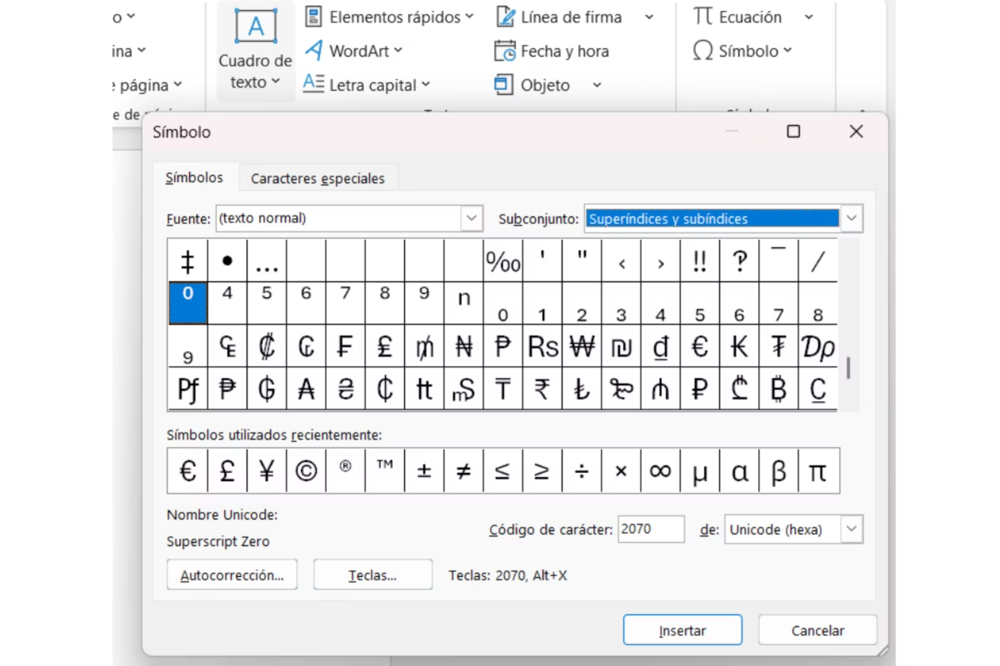 o
Elementos rápidos
Línea de firma
π Ecuación
ina
Cuadro de texto
WordArt
Fecha y hora
Ω Símbolo
página
Letra capital
Objeto
e de
Símbolo
Símbolos
Caracteres especiales
Fuente: (texto normal)
Subconjunto: Superíndices y subíndices
‡ • … ‰ ′ ″ ‹ › ‼ ‽ ‾ ⁄
⁰ ⁴ ⁵ ⁶ ⁷ ⁸ ⁹ ⁿ ₀ ₁ ₂ ₃ ₄ ₅ ₆ ₇ ₈
₉ ₠ ₡ ₢ ₣ ₤ ₥ ₦ ₱ ₨ ₩ ₪ ₫ € ₭ ₮ ₯
₰ ₱ ₲ ₳ ₴ ₵ ₶ ₷ ₸ ₹ ₺ ₻ ₼ ₽ ₾ ₿ C̲
Símbolos utilizados recientemente:
€ £ ¥ © ® ™ ± ≠ ≤ ≥ ÷ × ∞ µ α β π
Nombre Unicode:
Superscript Zero
Código de carácter: 2070 de: Unicode (hexa)
Autocorrección...
Teclas...
Teclas: 2070, Alt+X
Insertar
Cancelar